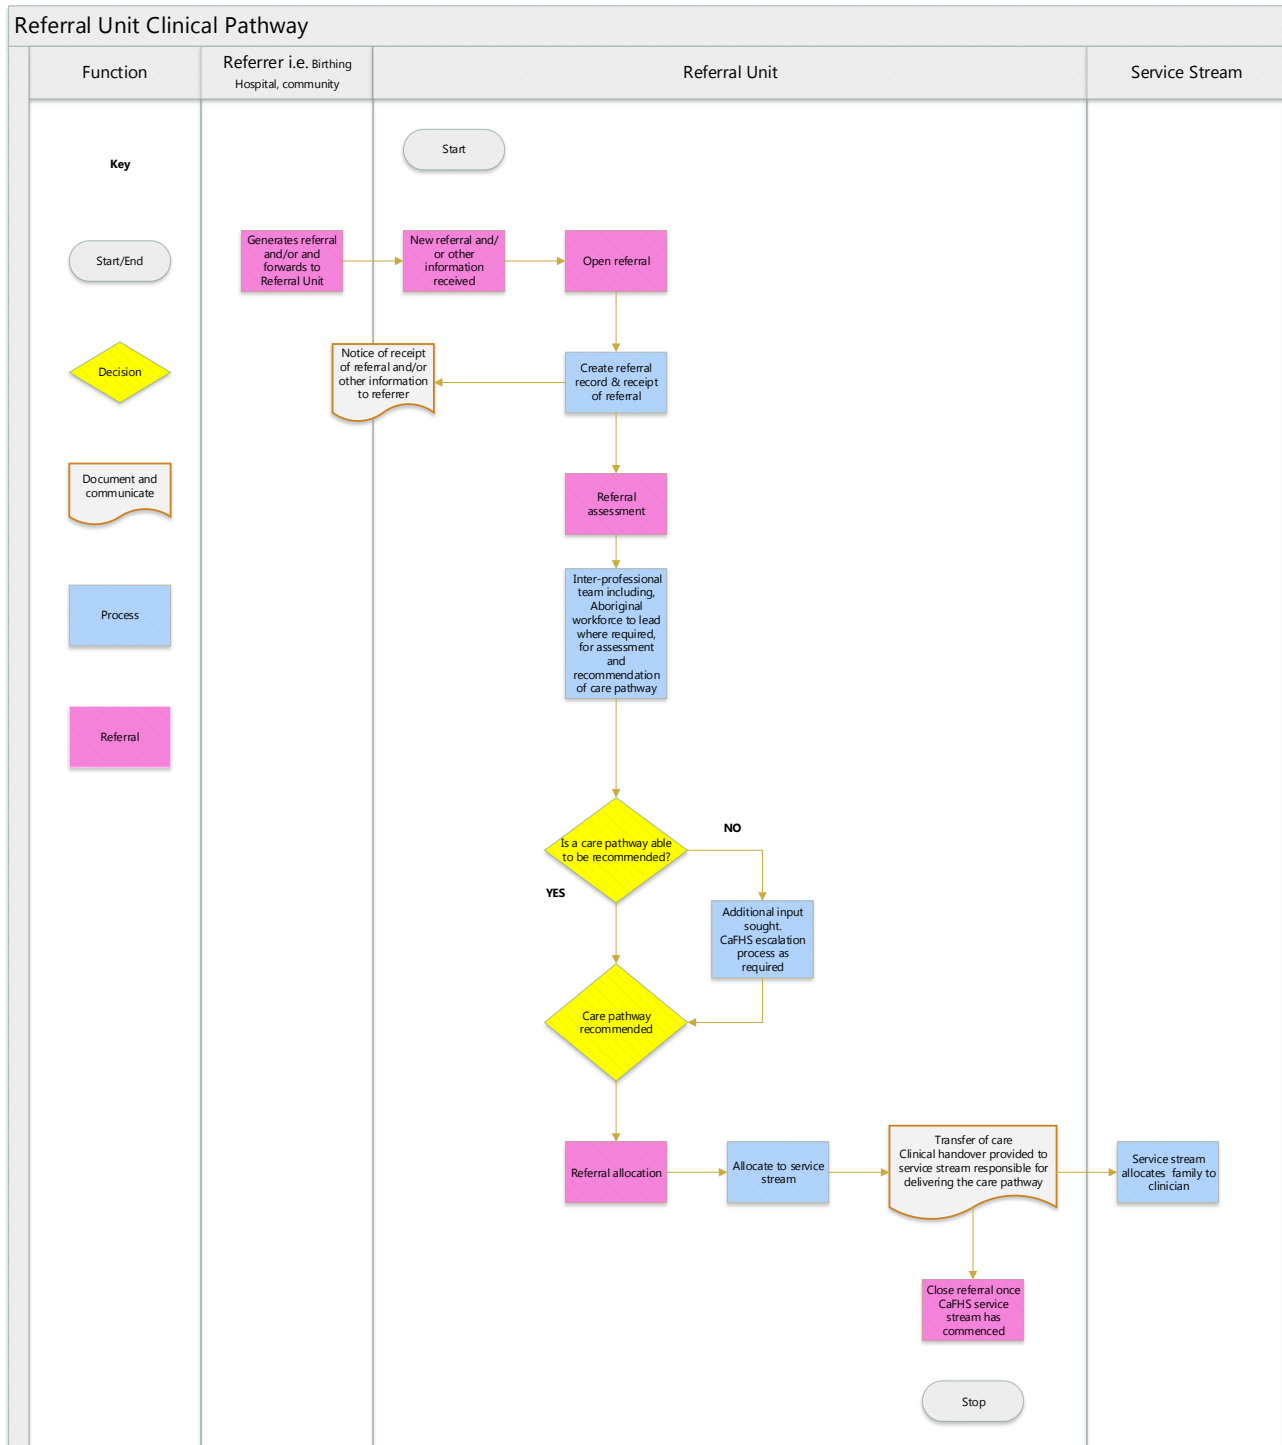 Referral Unit Clinical Pathway
Function
Referrer i.e. Birthing
Hospital, community
Referral Unit
Service Stream
Key
Start/End
Decision
Document and
communicate
Process
Referral
Start
Generates referral
and/or and
forwards to
Referral Unit
New referral and/
or other
information
received
Open referral
Notice of receipt
of referral and/or
other information
to referrer
Create referral
record & receipt
of referral
Referral
assessment
Inter-professional
team including,
Aboriginal
workforce to lead
where required,
for assessment
and
recommendation
of care pathway
Is a care pathway able
to be recommended?
NO
YES
Additional input
sought.
CaFHS escalation
process as
required
Care pathway
recommended
Referral allocation
Allocate to service
stream
Transfer of care
Clinical handover provided to
service stream responsible for
delivering the care pathway
Service stream
allocates family to
clinician
Close referral once
CaFHS service
stream has
commenced
Stop